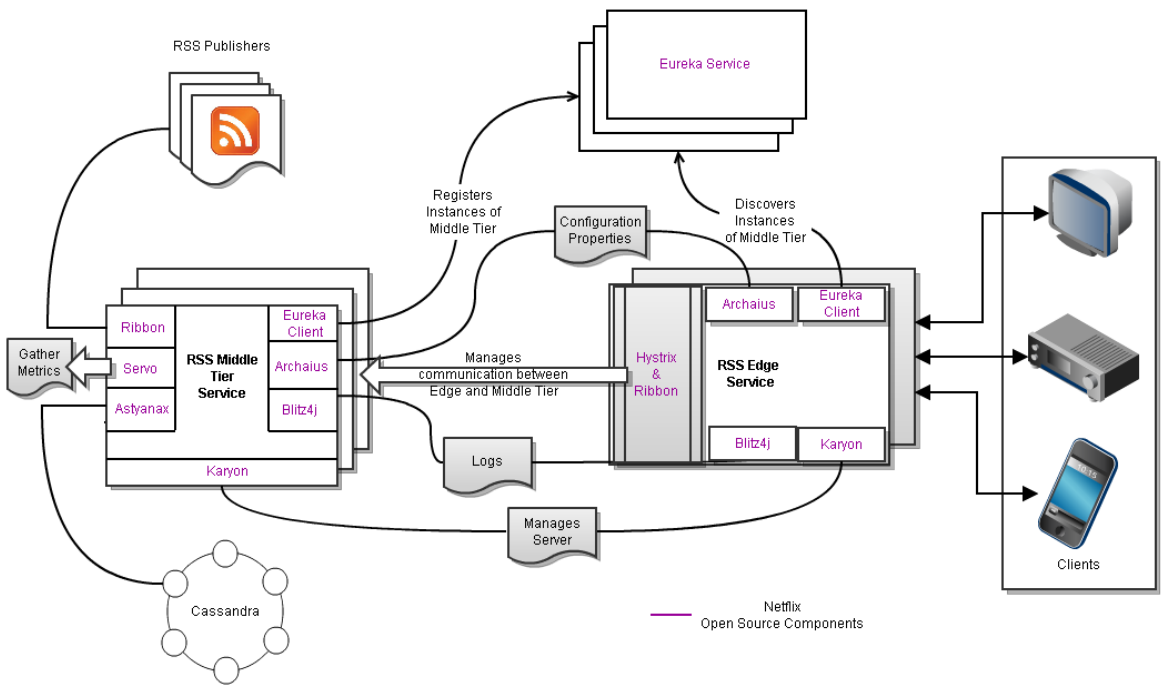 RSS Publishers
Eureka Service
Registers
Instances of
Middle Tier
Discovers
Instances
of Middle Tier
Configuration
Properties
Ribbon
Servo
Astyanax
RSS Middle
Tier
Service
Eureka
Client
Archaius
Blitz4j
Karyon
Gather
Metrics
Manages
communication between
Edge and Middle Tier
Hystrix
&
Ribbon
Archaius
Eureka
Client
RSS Edge
Service
Blitz4j
Karyon
Logs
Manages
Server
Cassandra
10:15
Clients
Netflix
Open Source Components